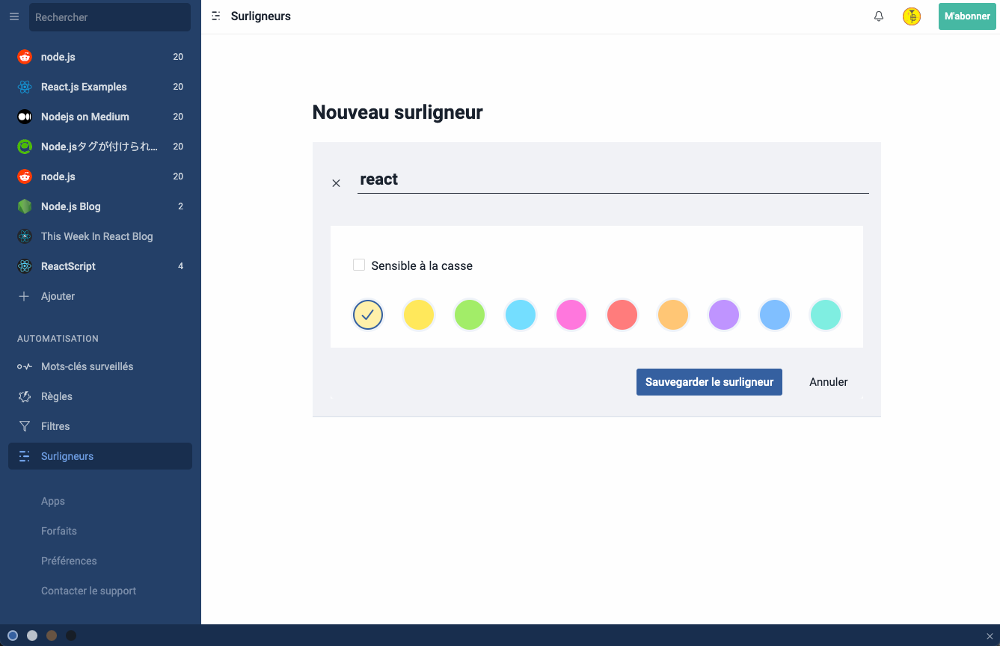 Rechercher
Surligneurs
M'abonner
node.js 20
React.js Examples 20
Nodejs on Medium 20
Node.jsタグが付けられ... 20
node.js 20
Node.js Blog 2
This Week In React Blog
ReactScript 4
Ajouter
AUTOMATISATION
Mots-clés surveillés
Règles
Filtres
Surligneurs
Apps
Forfaits
Préférences
Contacter le support
Nouveau surligneur
react
Sensible à la casse
Sauvegarder le surligneur
Annuler